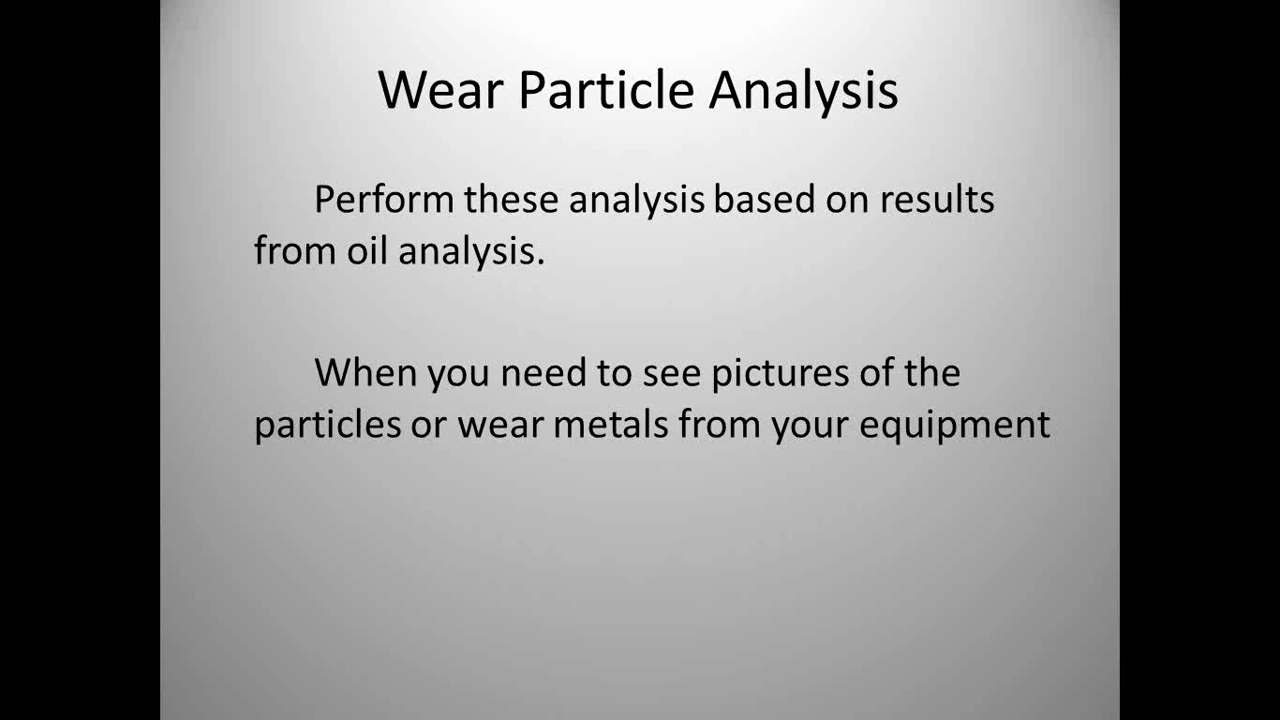 Wear Particle Analysis
Perform these analysis based on results
from oil analysis.
When you need to see pictures of the
particles or wear metals from your equipment